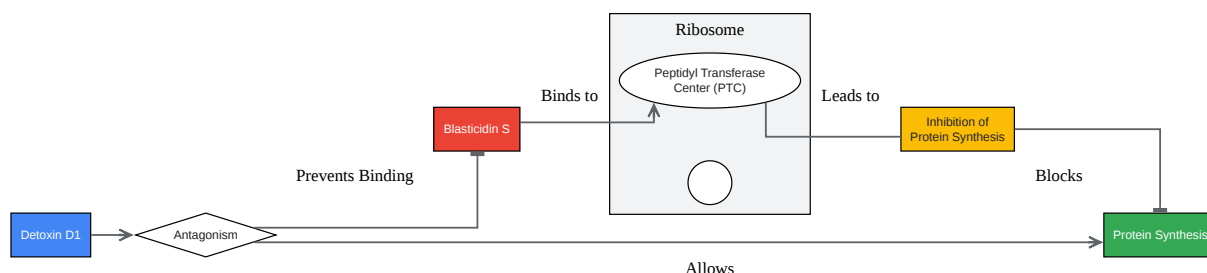 Ribosome
Peptidyl Transferase
Center (PTC)
Binds to
Leads to
Blasticidin S
Inhibition of
Protein Synthesis
Prevents Binding
Blocks
Detoxin D1
Antagonism
Protein Synthesis
Allows